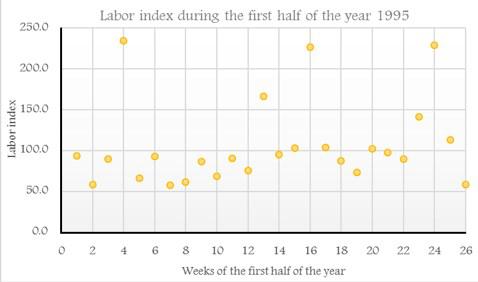 Labor index during the first half of the year 1995
250.0
200.0
150.0
100.0
50.0
0.0
Labor index
0 2 4 6 8 10 12 14 16 18 20 22 24 26
Weeks of the first half of the year